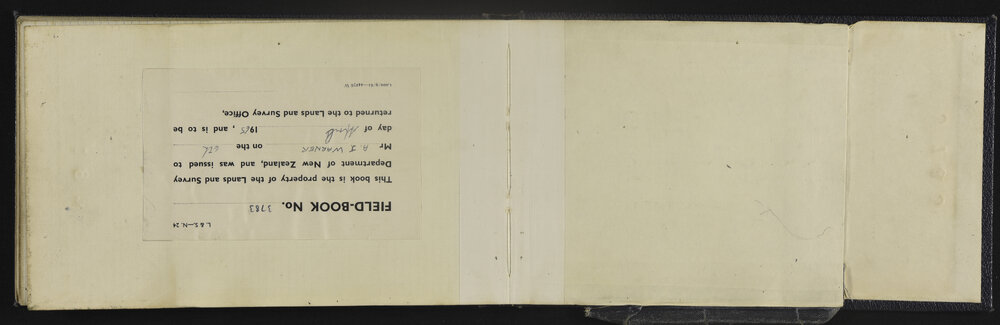 L. & S.—N. 24
FIELD-BOOK No. 3783
This book is the property of the Lands and Survey
Department of New Zealand, and was issued to
Mr A. J. WARNER on the 6th
day of April 1965, and is to be
returned to the Lands and Survey Office,